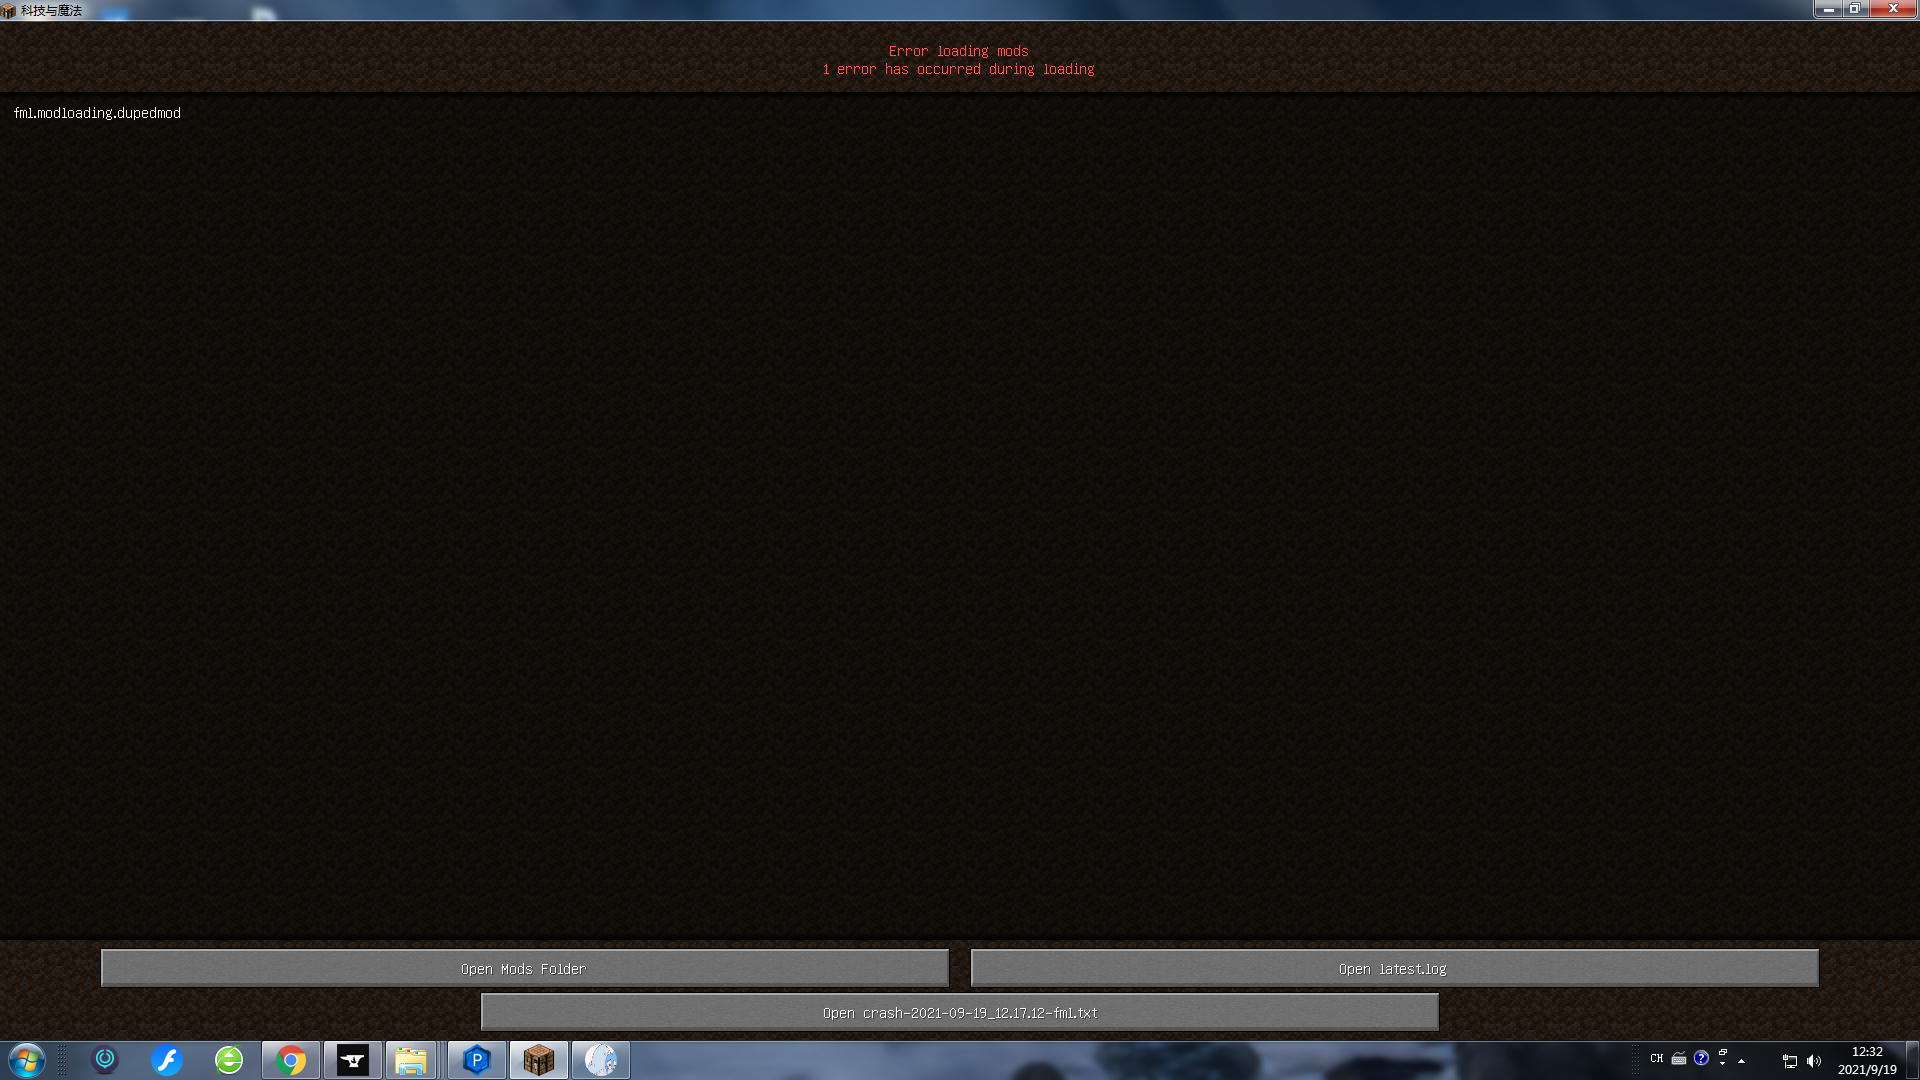 科技与魔法
Error loading mods
1 error has occurred during loading
fml.modloading.dupedmod
Open Mods Folder
Open latest.log
Open crash-2021-09-19_12.17.12-fml.txt
CH
12:32
2021/9/19